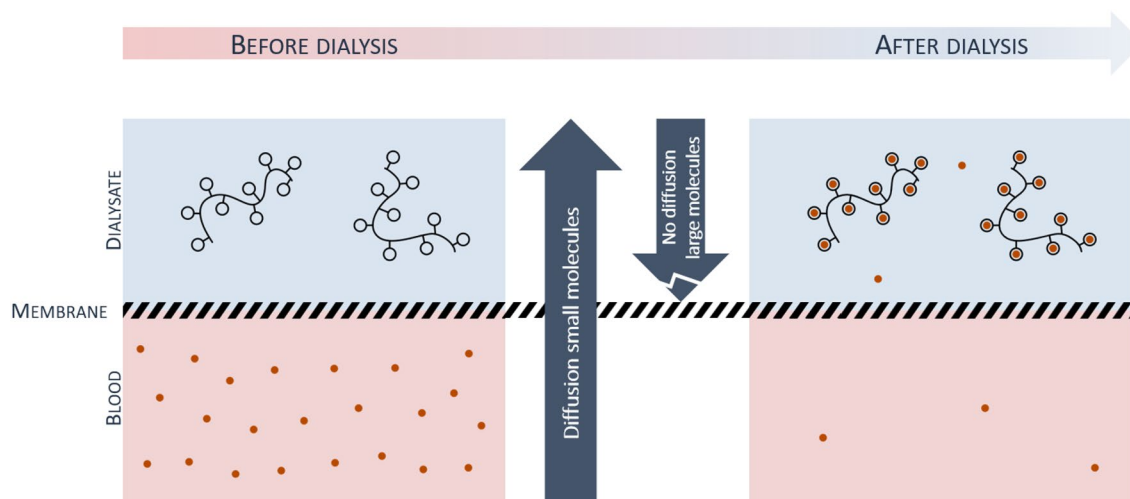 BEFORE DIALYSIS
AFTER DIALYSIS
DIALYSATE
MEMBRANE
BLOOD
Diffusion small molecules
No diffusion
large molecules